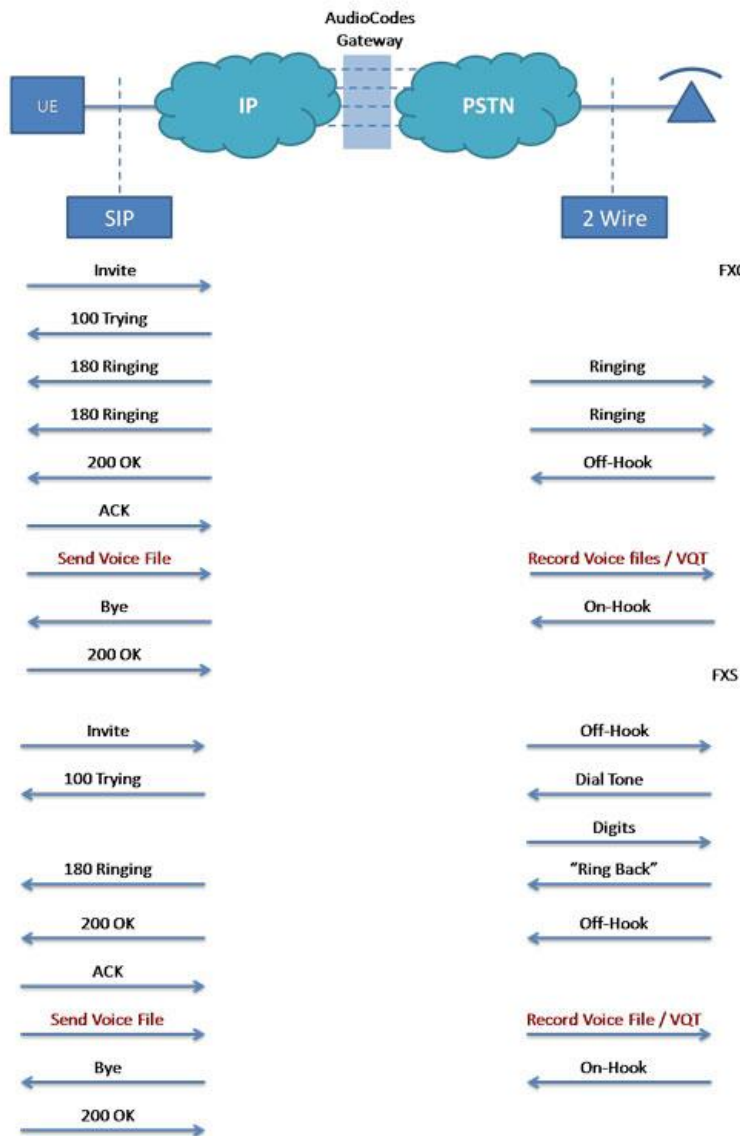 AudioCodes
Gateway
UE
IP
PSTN
SIP
2 Wire
Invite
FXO
100 Trying
180 Ringing
Ringing
180 Ringing
Ringing
200 OK
Off-Hook
ACK
Send Voice File
Record Voice files / VQT
Bye
On-Hook
200 OK
FXS
Invite
Off-Hook
100 Trying
Dial Tone
Digits
180 Ringing
"Ring Back"
200 OK
Off-Hook
ACK
Send Voice File
Record Voice File / VQT
Bye
On-Hook
200 OK